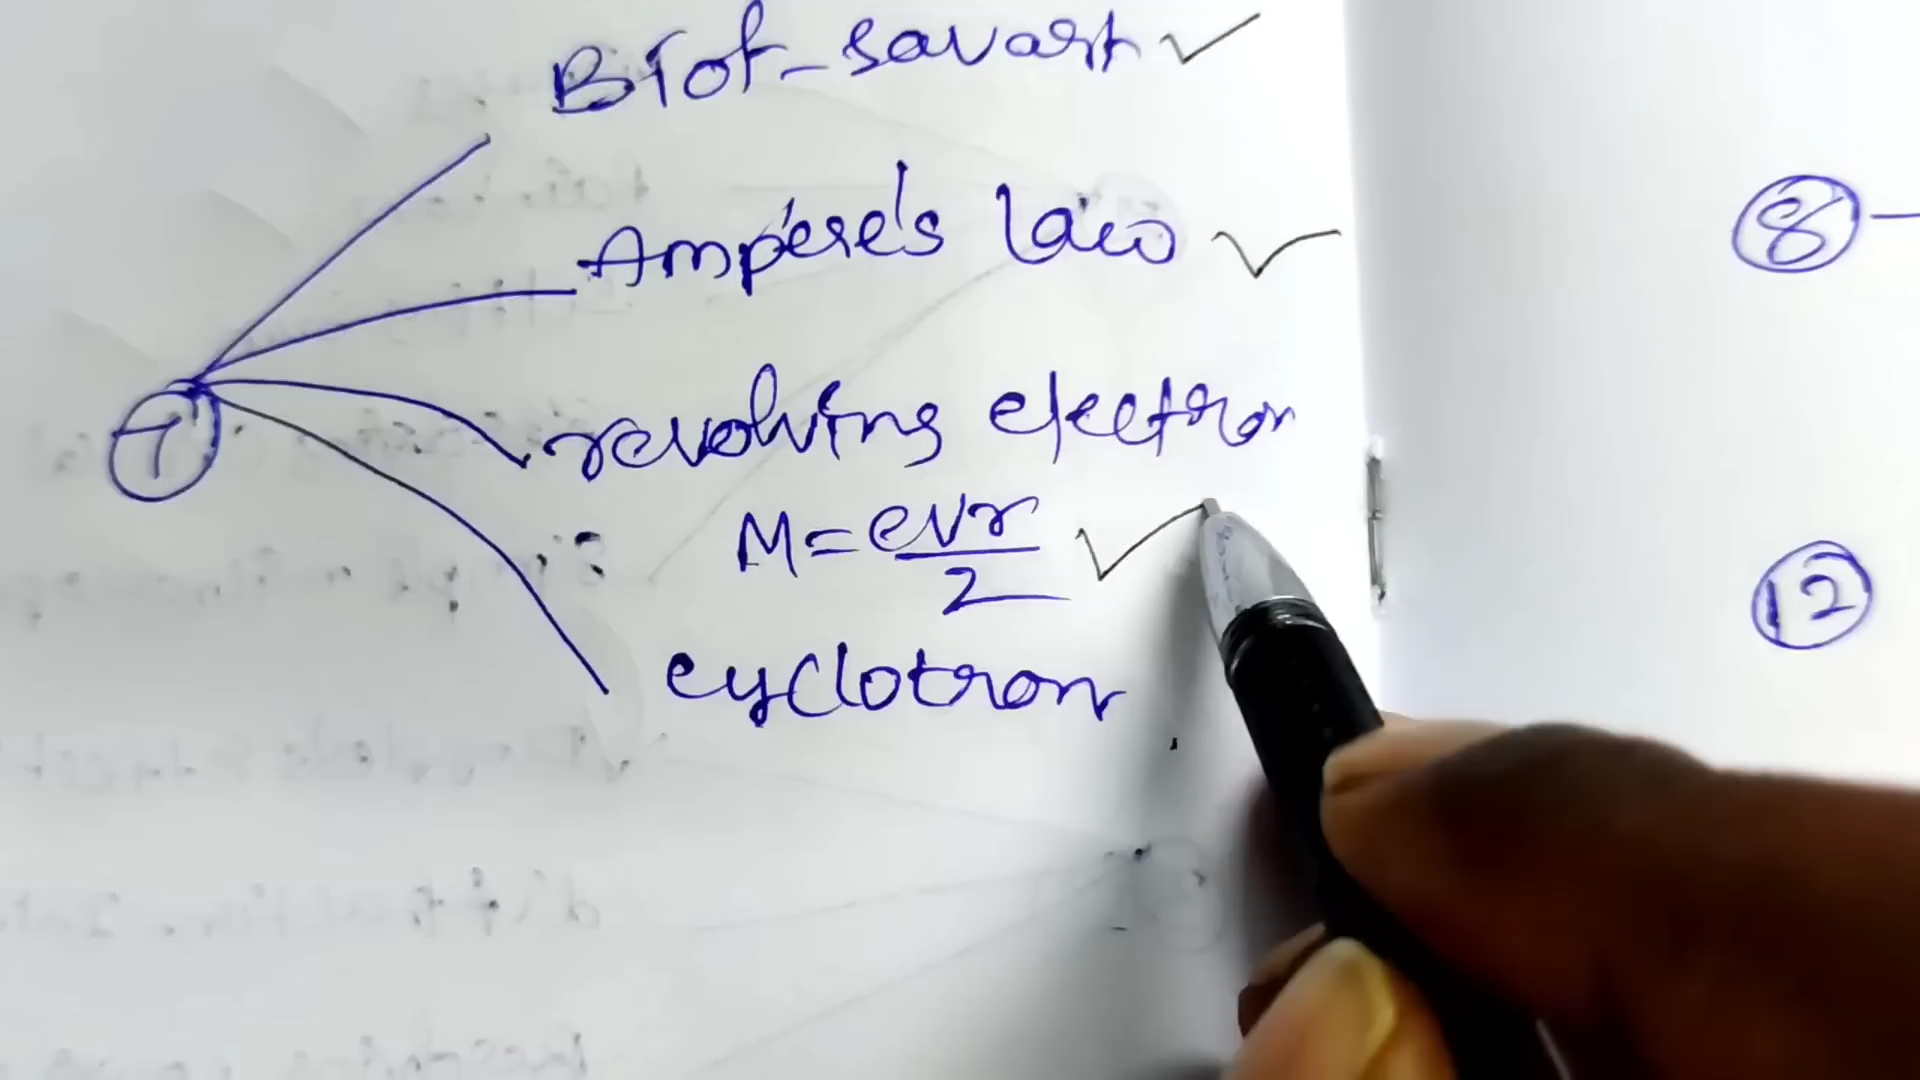 Biot-savart ✓
Ampere's law ✓
7
revolving electron
M = evr/2 ✓
cyclotron
8
12